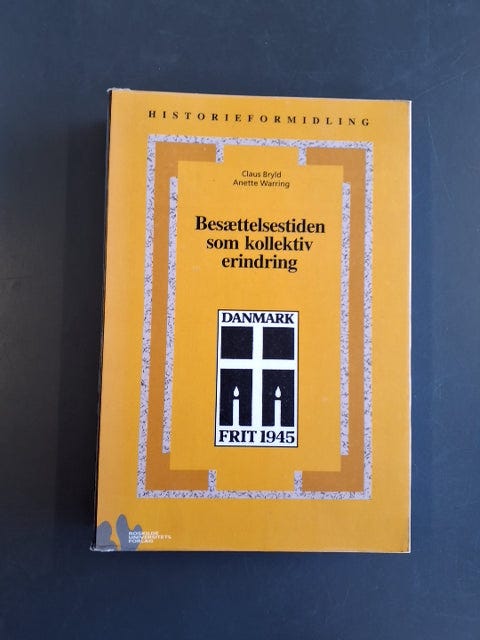 HISTORIEFORMIDLING
Claus Bryld
Anette Warring
Besættelsestiden
som kollektiv
erindring
DANMARK
FRIT 1945
ROSKILDE
UNIVERSITETS
FORLAG